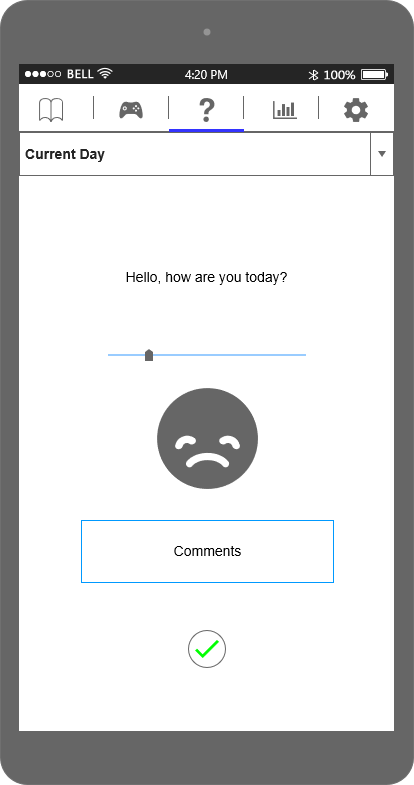 BELL 4:20 PM 100%
?
Current Day
Hello, how are you today?
Comments